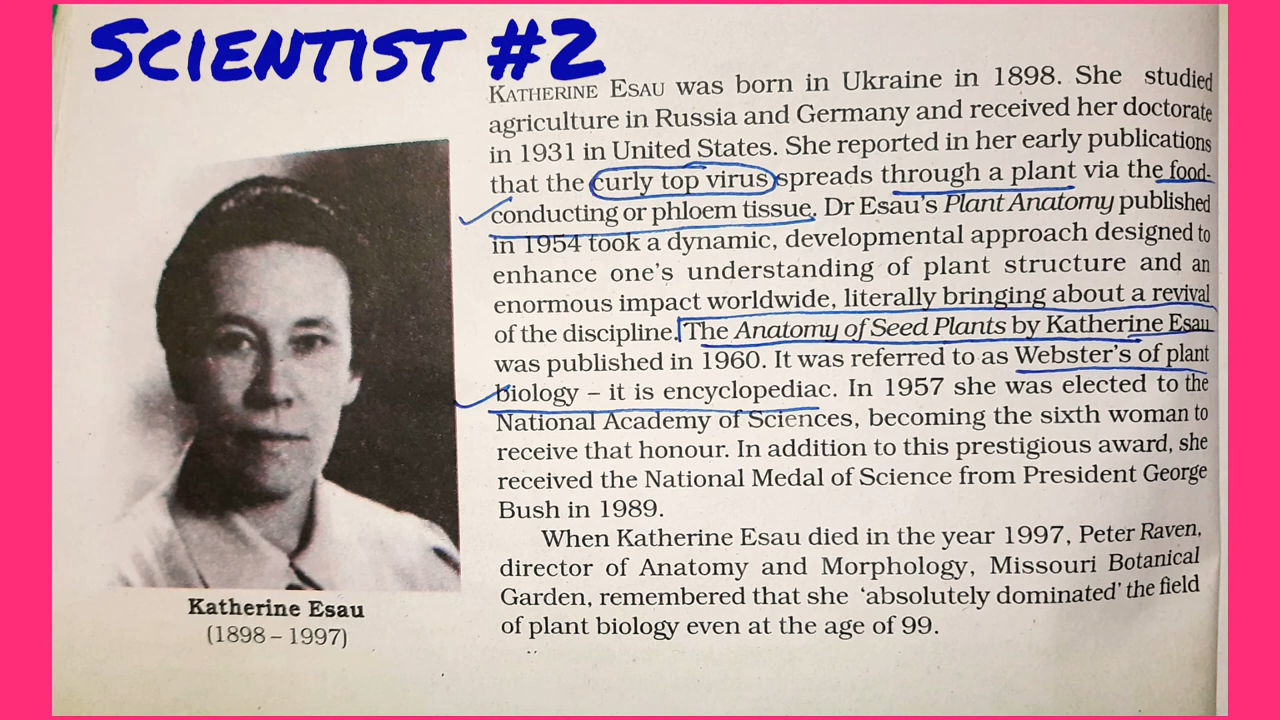 SCIENTIST #2
KATHERINE ESAU was born in Ukraine in 1898. She studied
agriculture in Russia and Germany and received her doctorate
in 1931 in United States. She reported in her early publications
that the curly top virus spreads through a plant via the food-
conducting or phloem tissue. Dr Esau's Plant Anatomy published
in 1954 took a dynamic, developmental approach designed to
enhance one's understanding of plant structure and an
enormous impact worldwide, literally bringing about a revival
of the discipline. The Anatomy of Seed Plants by Katherine Esau
was published in 1960. It was referred to as Webster's of plant
biology – it is encyclopediac. In 1957 she was elected to the
National Academy of Sciences, becoming the sixth woman to
receive that honour. In addition to this prestigious award, she
received the National Medal of Science from President George
Bush in 1989.
When Katherine Esau died in the year 1997, Peter Raven,
director of Anatomy and Morphology, Missouri Botanical
Garden, remembered that she 'absolutely dominated' the field
of plant biology even at the age of 99.
Katherine Esau
(1898 – 1997)